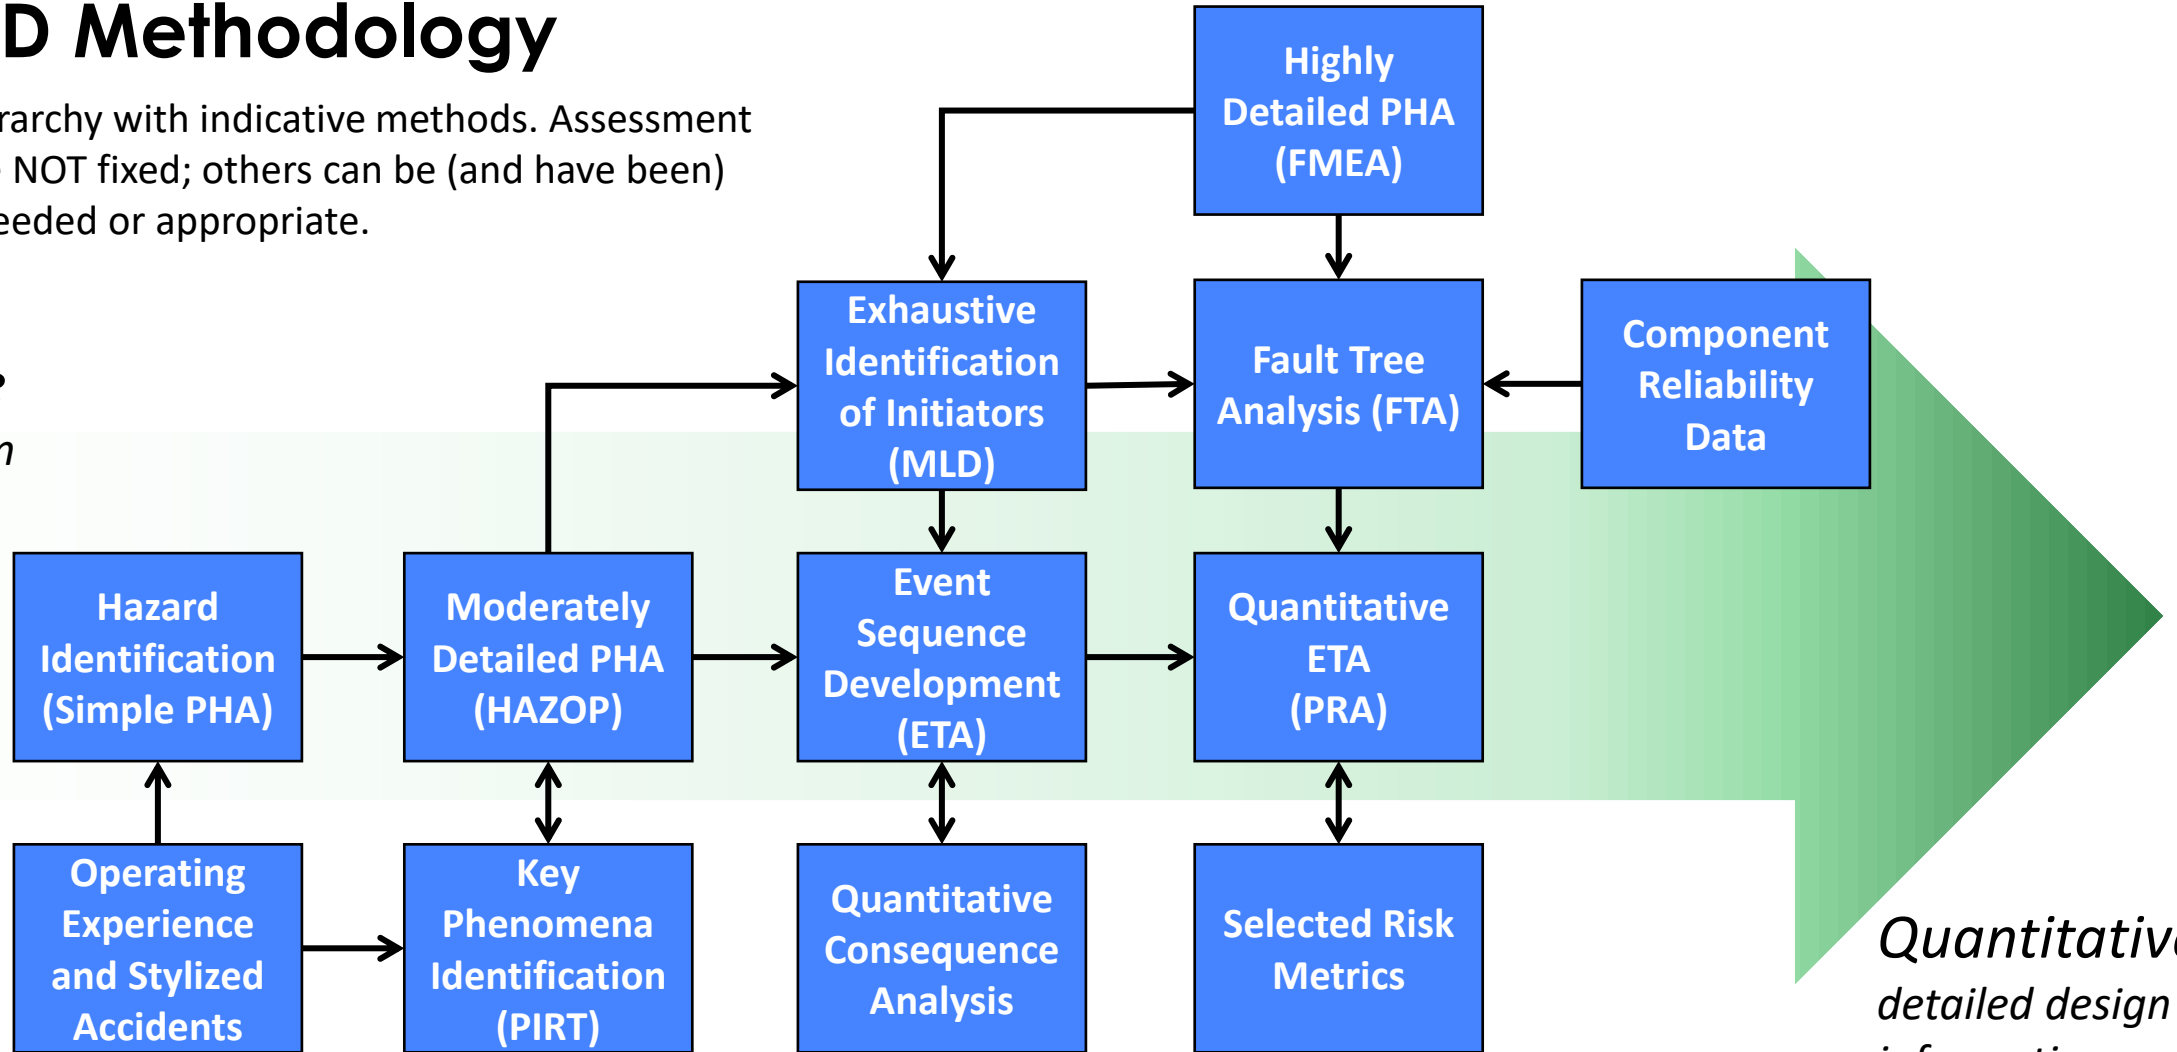 D Methodology
rarchy with indicative methods. Assessment
NOT fixed; others can be (and have been)
eeded or appropriate.
Highly
Detailed PHA
(FMEA)
Exhaustive
Identification
of Initiators
(MLD)
Fault Tree
Analysis (FTA)
Component
Reliability
Data
Hazard
Identification
(Simple PHA)
Moderately
Detailed PHA
(HAZOP)
Event
Sequence
Development
(ETA)
Quantitative
ETA
(PRA)
Operating
Experience
and Stylized
Accidents
Key
Phenomena
Identification
(PIRT)
Quantitative
Consequence
Analysis
Selected Risk
Metrics
Quantitative
detailed design